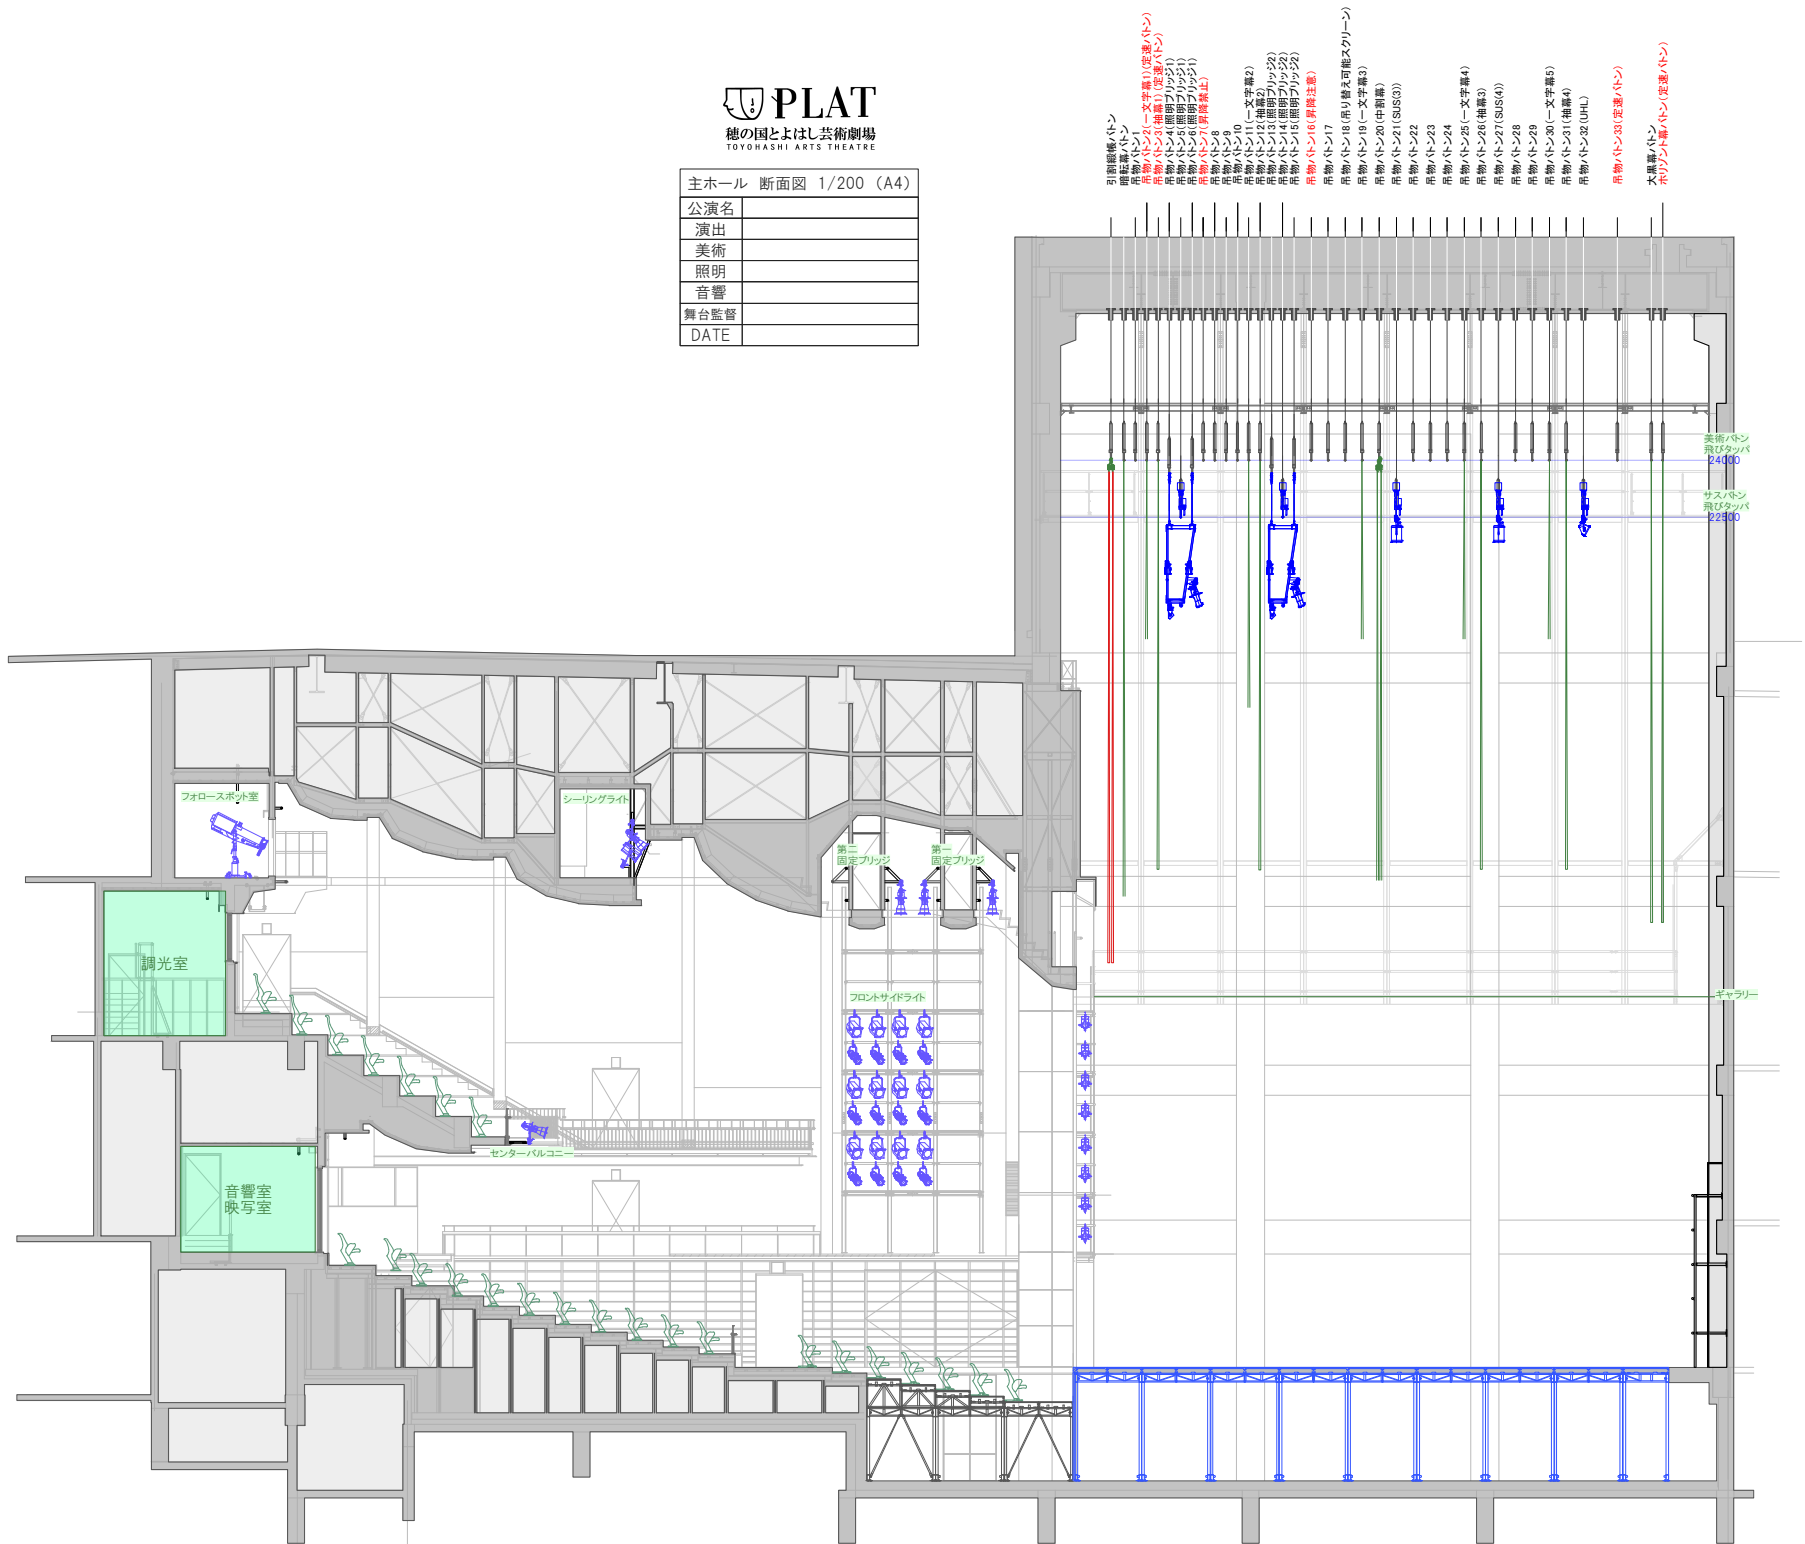 PLAT
穂の国とよはし芸術劇場
TOYOHASHI ARTS THEATRE
主ホール 断面図 1/200 (A4)
公演名
演出
美術
照明
音響
舞台監督
DATE
引割緞帳バトン
暗転幕バトン
吊物バトン1
吊物バトン2(一文字幕1)(定速バトン)
吊物バトン3(袖幕1)(定速バトン)
吊物バトン4(照明ブリッジ1)
吊物バトン5(照明ブリッジ1)
吊物バトン6(照明ブリッジ1)
吊物バトン7(昇降禁止)
吊物バトン8
吊物バトン9
吊物バトン10
吊物バトン11(一文字幕2)
吊物バトン12(袖幕2)
吊物バトン13(照明ブリッジ2)
吊物バトン14(照明ブリッジ2)
吊物バトン15(照明ブリッジ2)
吊物バトン16(昇降注意)
吊物バトン17
吊物バトン18(吊り替え可能スクリーン)
吊物バトン19(一文字幕3)
吊物バトン20(中割幕)
吊物バトン21(SUS(3))
吊物バトン22
吊物バトン23
吊物バトン24
吊物バトン25(一文字幕4)
吊物バトン26(袖幕3)
吊物バトン27(SUS(4))
吊物バトン28
吊物バトン29
吊物バトン30(一文字幕5)
吊物バトン31(袖幕4)
吊物バトン32(UHL)
吊物バトン33(定速バトン)
大黒幕バトン
ホリゾント幕バトン(定速バトン)
美術バトン
飛びタッパ
24000
サスバトン
飛びタッパ
22500
フォロースポット室
シーリングライト
第二
固定ブリッジ
第一
固定ブリッジ
調光室
フロントサイドライト
ギャラリー
センターバルコニー
音響室
映写室